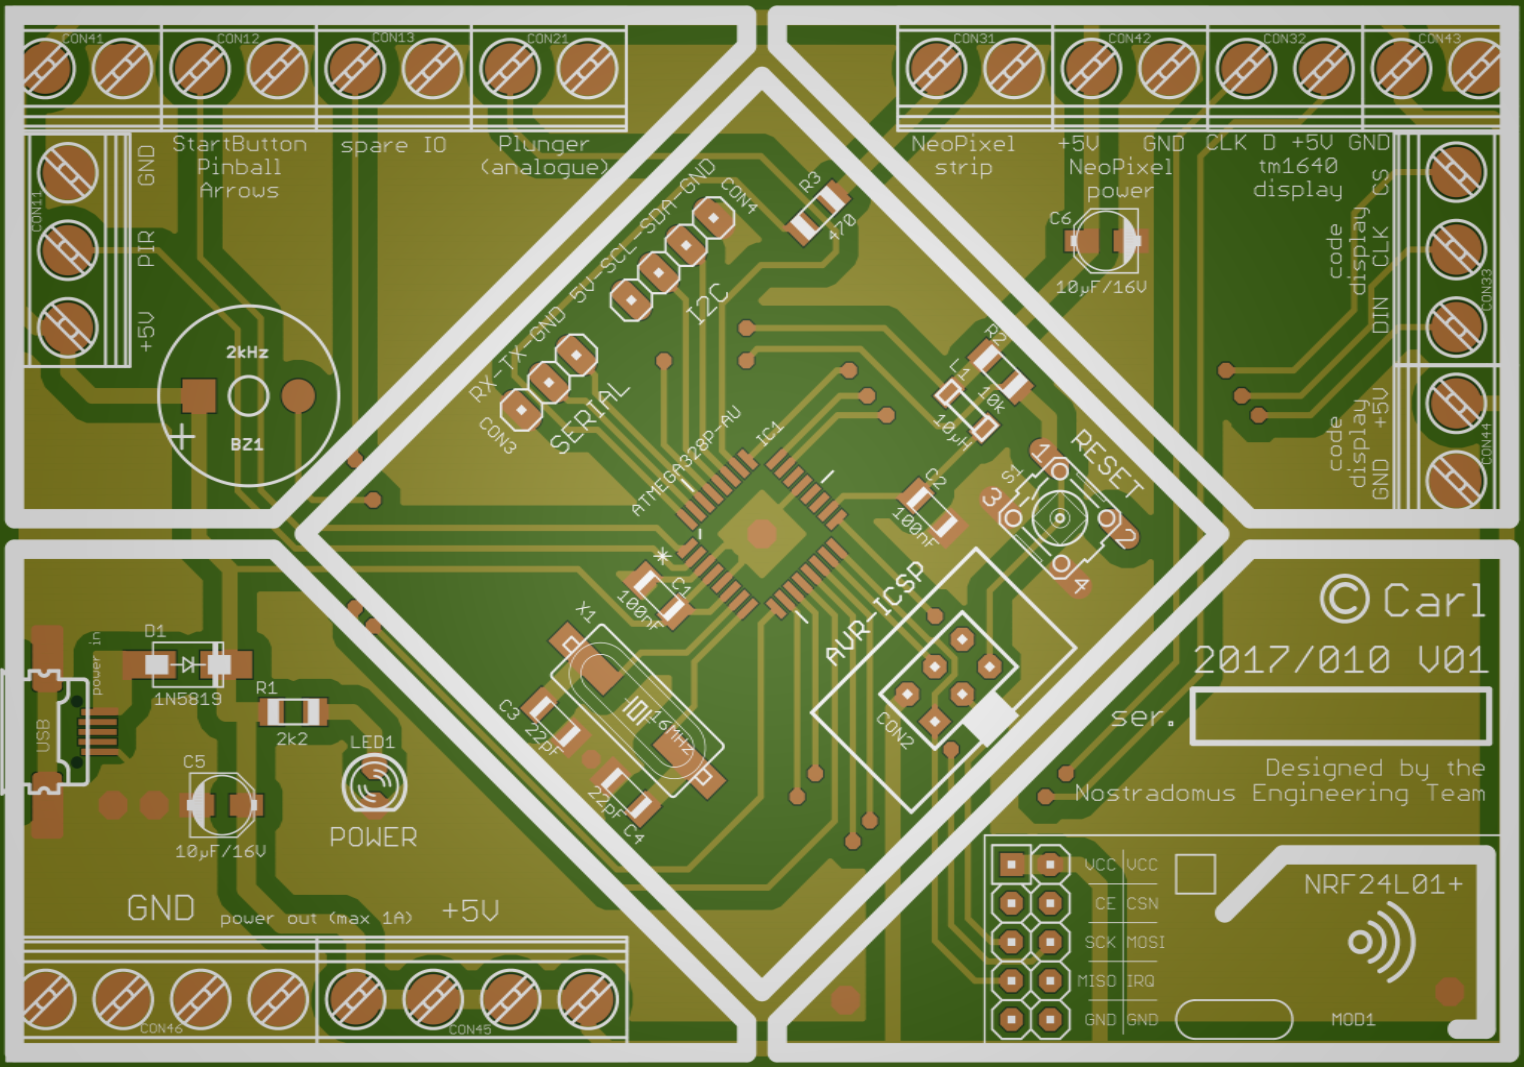 CON41
CON12
CON13
CON21
CON31
CON42
CON32
CON43
StartButton
Pinball
Arrows
spare IO
Plunger
(analogue)
NeoPixel
strip
+5V
GND
NeoPixel
power
CLK D +5V GND
tm1640
display
CON11
GND
PIR
+5V
CS
CLK
DIN
code
display
CON33
+5V
GND
code
display
CON44
R3
470
C6
10µF/16V
5V-SCL-SDA-GND
CON4
I2C
RX-TX-GND
CON3
SERIAL
2kHz
+
BZ1
R2
10k
L1
10µH
ATMEGA328P-AU
IC1
C2
100nF
S1
RESET
1
2
3
4
C1
100nF
X1
16MHz
C3
22pF
22pF
C4
AVR-ICSP
CON2
© Carl
2017/010 V01
ser.
Designed by the
Nostradomus Engineering Team
power in
USB
D1
1N5819
R1
2k2
LED1
POWER
C5
10µF/16V
GND
power out (max 1A)
+5V
CON46
CON45
VCC VCC
CE CSN
SCK MOSI
MISO IRQ
GND GND
NRF24L01+
MOD1